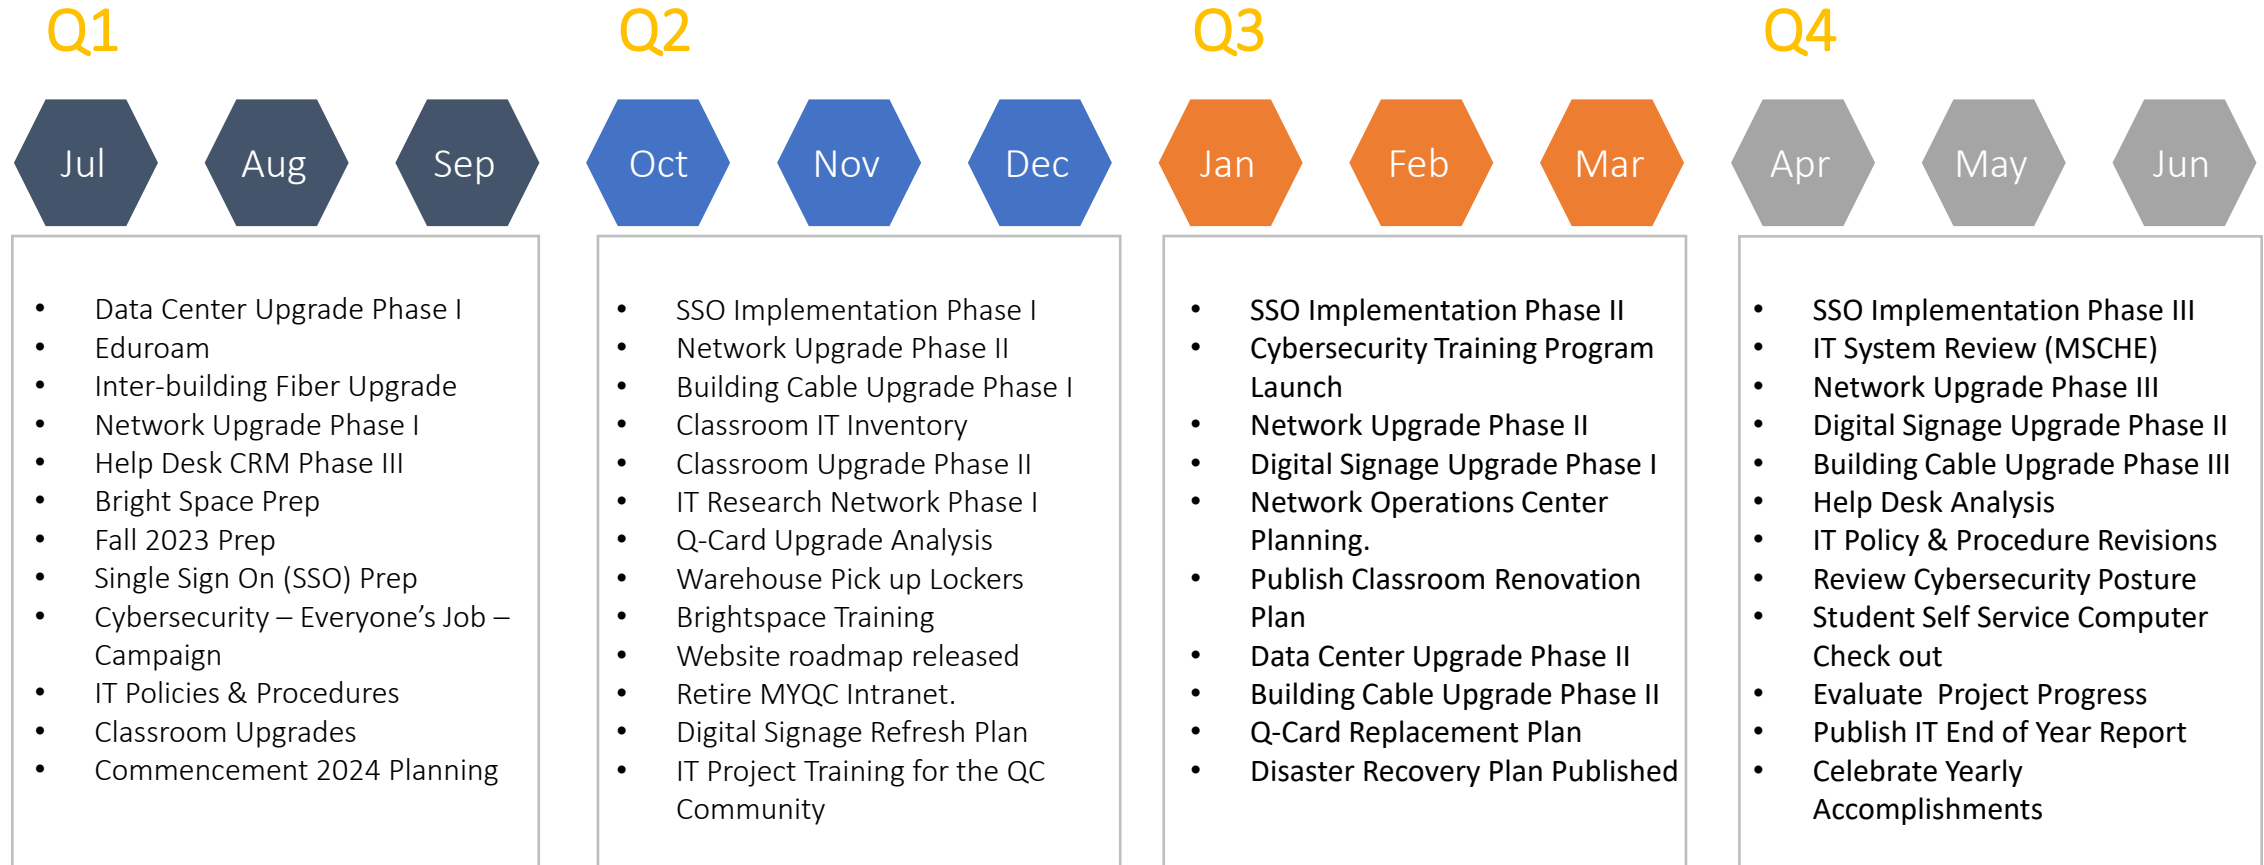 Q1
Q2
Q3
Q4
Jul
Aug
Sep
Oct
Nov
Dec
Jan
Feb
Mar
Apr
May
Jun
• Data Center Upgrade Phase I
• Eduroam
• Inter-building Fiber Upgrade
• Network Upgrade Phase I
• Help Desk CRM Phase III
• Bright Space Prep
• Fall 2023 Prep
• Single Sign On (SSO) Prep
• Cybersecurity – Everyone’s Job –
Campaign
• IT Policies & Procedures
• Classroom Upgrades
• Commencement 2024 Planning
• SSO Implementation Phase I
• Network Upgrade Phase II
• Building Cable Upgrade Phase I
• Classroom IT Inventory
• Classroom Upgrade Phase II
• IT Research Network Phase I
• Q-Card Upgrade Analysis
• Warehouse Pick up Lockers
• Brightspace Training
• Website roadmap released
• Retire MYQC Intranet.
• Digital Signage Refresh Plan
• IT Project Training for the QC
Community
• SSO Implementation Phase II
• Cybersecurity Training Program
Launch
• Network Upgrade Phase II
• Digital Signage Upgrade Phase I
• Network Operations Center
Planning.
• Publish Classroom Renovation
Plan
• Data Center Upgrade Phase II
• Building Cable Upgrade Phase II
• Q-Card Replacement Plan
• Disaster Recovery Plan Published
• SSO Implementation Phase III
• IT System Review (MSCHE)
• Network Upgrade Phase III
• Digital Signage Upgrade Phase II
• Building Cable Upgrade Phase III
• Help Desk Analysis
• IT Policy & Procedure Revisions
• Review Cybersecurity Posture
• Student Self Service Computer
Check out
• Evaluate  Project Progress
• Publish IT End of Year Report
• Celebrate Yearly
Accomplishments